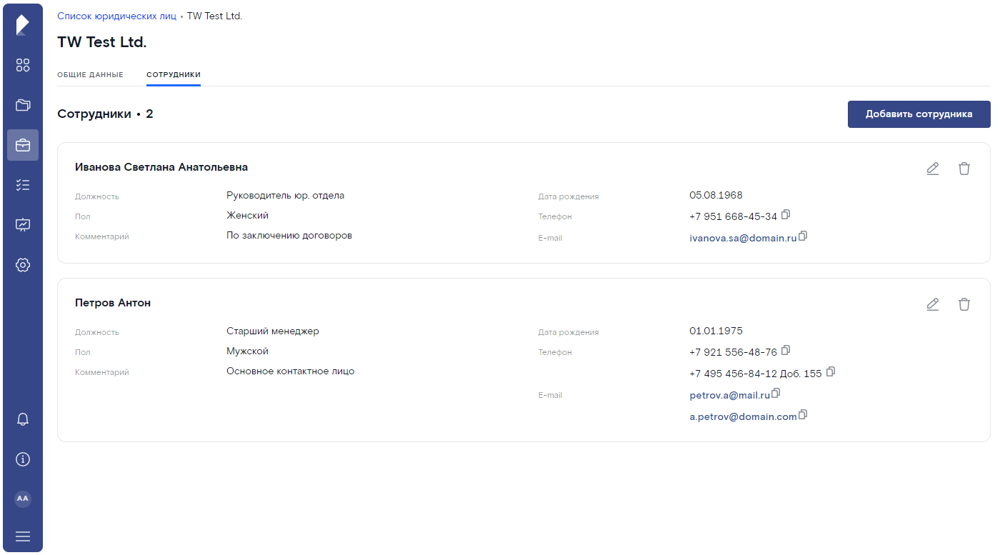 Список юридических лиц • TW Test Ltd.
TW Test Ltd.
ОБЩИЕ ДАННЫЕ СОТРУДНИКИ
Сотрудники • 2 Добавить сотрудника
Иванова Светлана Анатольевна
Должность Руководитель юр. отдела Дата рождения 05.08.1968
Пол Женский Телефон +7 951 668-45-34
Комментарий По заключению договоров E-mail ivanova.sa@domain.ru
Петров Антон
Должность Старший менеджер Дата рождения 01.01.1975
Пол Мужской Телефон +7 921 556-48-76
Комментарий Основное контактное лицо +7 495 456-84-12 Доб. 155
E-mail petrov.a@mail.ru
a.petrov@domain.com
AA